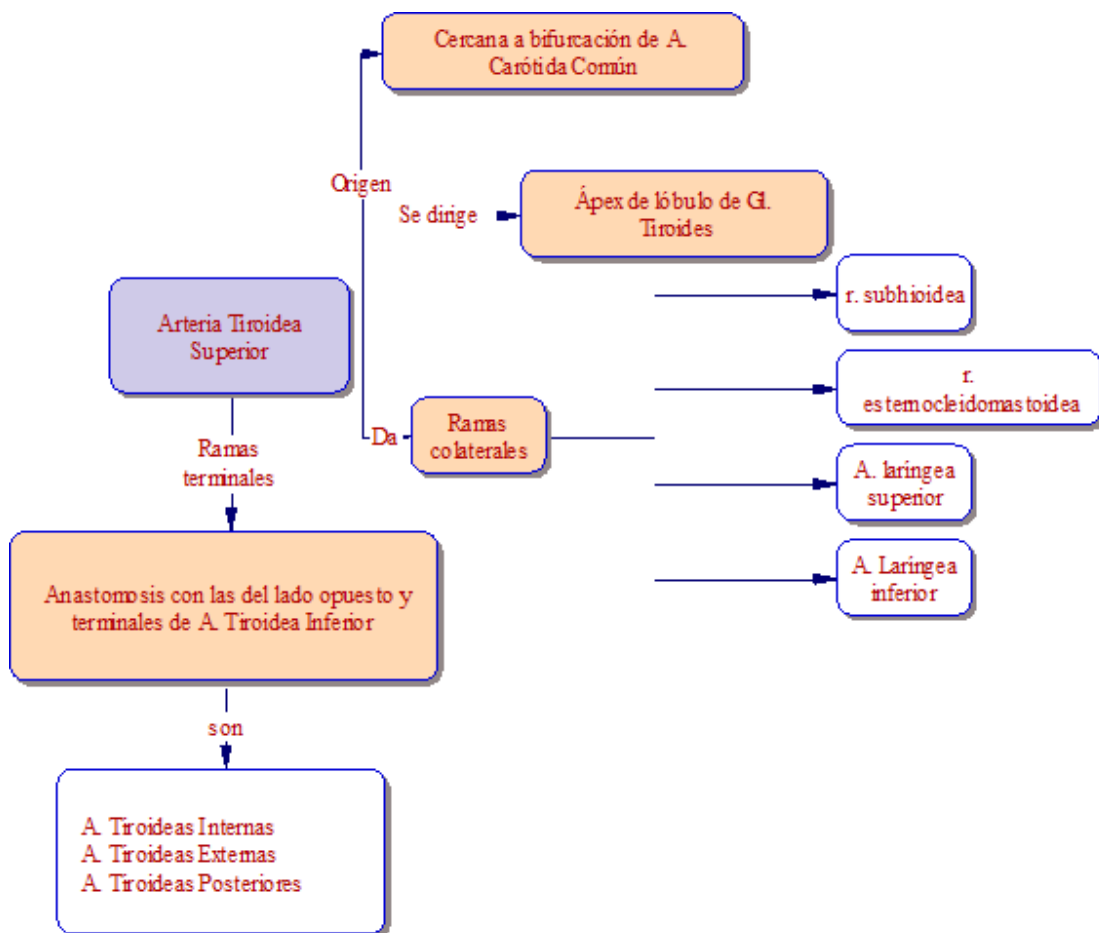 Cercana a bifurcación de A.
Carótida Común
Origen
Se dirige
Ápex de lóbulo de Gl.
Tiroides
Arteria Tiroidea
Superior
r. subhioidea
r.
esternocleidomastoidea
Da
Ramas
colaterales
A. laríngea
superior
A. Laríngea
inferior
Ramas
terminales
Anastomosis con las del lado opuesto y
terminales de A. Tiroidea Inferior
son
A. Tiroideas Internas
A. Tiroideas Externas
A. Tiroideas Posteriores